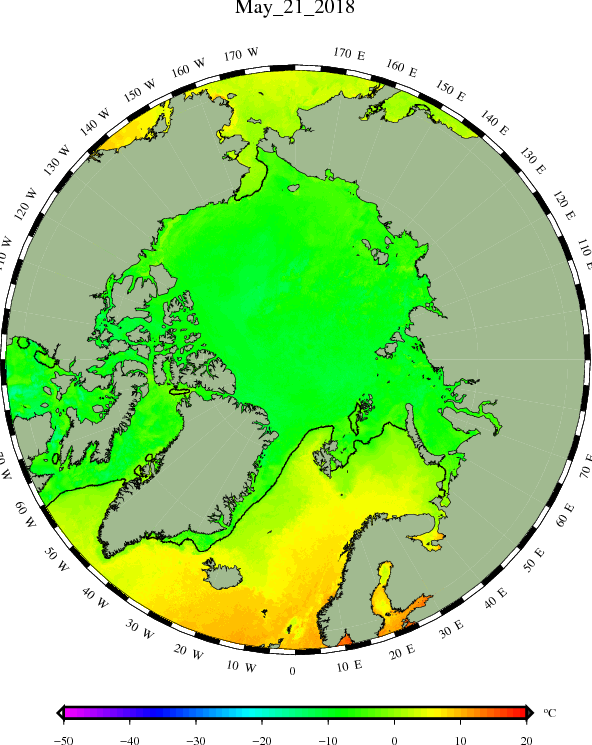 May_21_2018
170 W
170 E
160 W
160 E
150 W
150 E
140 W
140 E
130 W
130 E
120 W
120 E
110 E
60 W
70 E
50 W
60 E
40 W
50 E
30 W
40 E
20 W
30 E
10 W
20 E
0
10 E
°C
−50 −40 −30 −20 −10 0 10 20